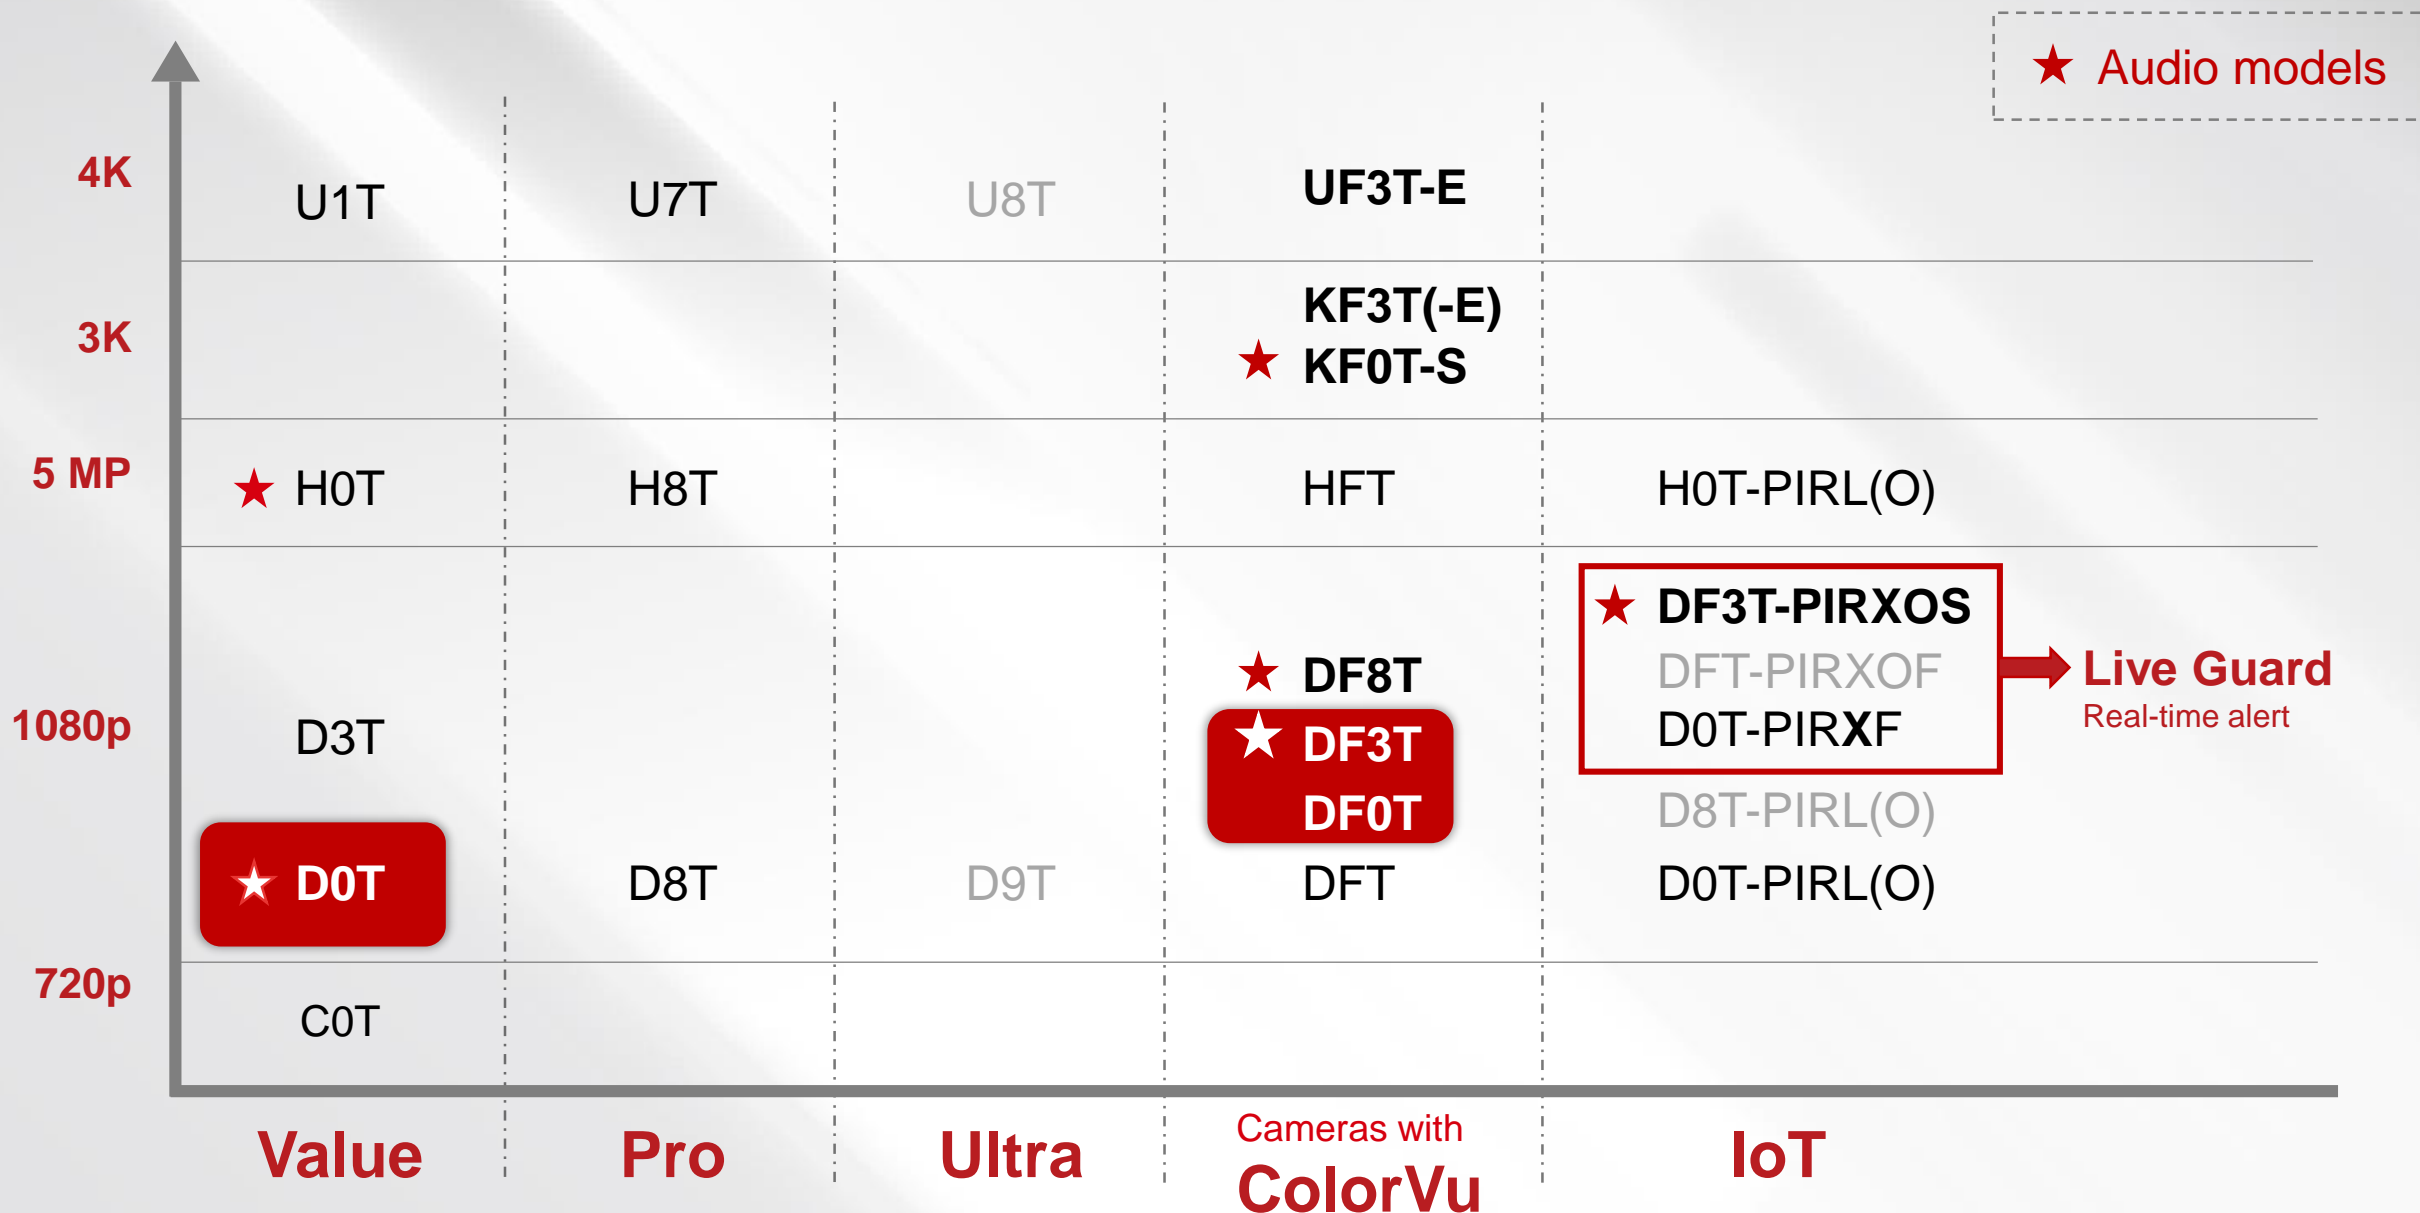 ★ Audio models
4K
U1T
U7T
U8T
UF3T-E
3K
KF3T(-E)
★ KF0T-S
5 MP
★ H0T
H8T
HFT
H0T-PIRL(O)
1080p
D3T
★ D0T
D8T
D9T
★ DF8T
★ DF3T
DF0T
DFT
★ DF3T-PIRXOS
DFT-PIRXOF
D0T-PIRXF
Live Guard
Real-time alert
D8T-PIRL(O)
D0T-PIRL(O)
720p
C0T
Value
Pro
Ultra
Cameras with
ColorVu
IoT